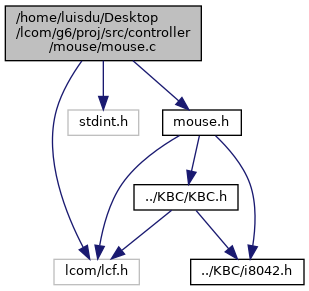 /home/luisdu/Desktop
/lcom/g6/proj/src/controller
/mouse/mouse.c
stdint.h
mouse.h
../KBC/KBC.h
lcom/lcf.h
../KBC/i8042.h